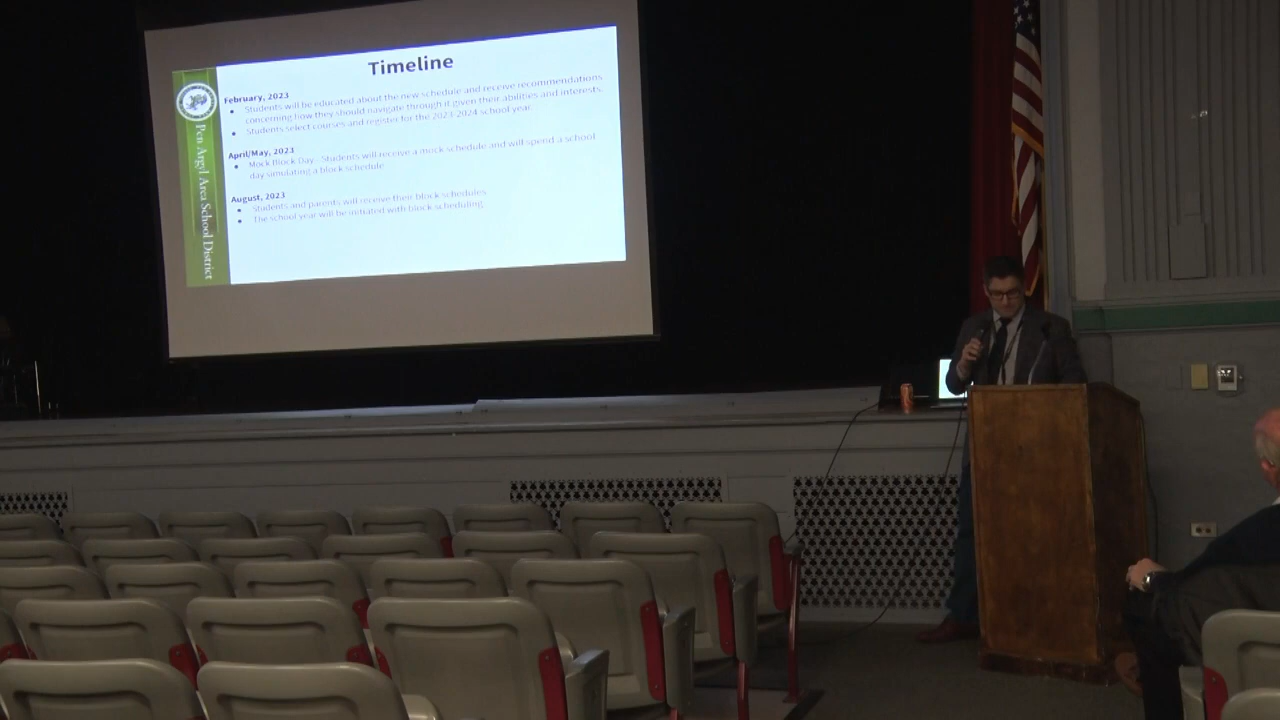 Timeline
February, 2023
Students will be educated about the new schedule and receive recommendations
concerning how they should navigate through it given their abilities and interests.
Students select courses and register for the 2023-2024 school year.
April/May, 2023
Mock Block Day - Students will receive a mock schedule and will spend a school
day simulating a block schedule
August, 2023
Students and parents will receive their block schedules
The school year will be initiated with block scheduling
Pen Argyl Area School District